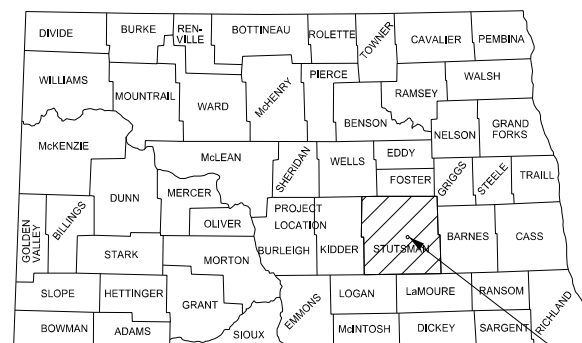 DIVIDE
BURKE
REN-
VILLE
BOTTINEAU
ROLETTE
TOWNER
CAVALIER
PEMBINA
WILLIAMS
MOUNTRAIL
WARD
McHENRY
PIERCE
BENSON
RAMSEY
WALSH
McKENZIE
McLEAN
SHERIDAN
WELLS
EDDY
FOSTER
NELSON
GRAND
FORKS
GRIGGS
STEELE
TRAILL
GOLDEN
VALLEY
BILLINGS
DUNN
MERCER
OLIVER
PROJECT
LOCATION
BURLEIGH
KIDDER
STUTSMAN
BARNES
CASS
STARK
MORTON
SLOPE
HETTINGER
GRANT
SIOUX
EMMONS
LOGAN
LaMOURE
RANSOM
RICHLAND
BOWMAN
ADAMS
McINTOSH
DICKEY
SARGENT